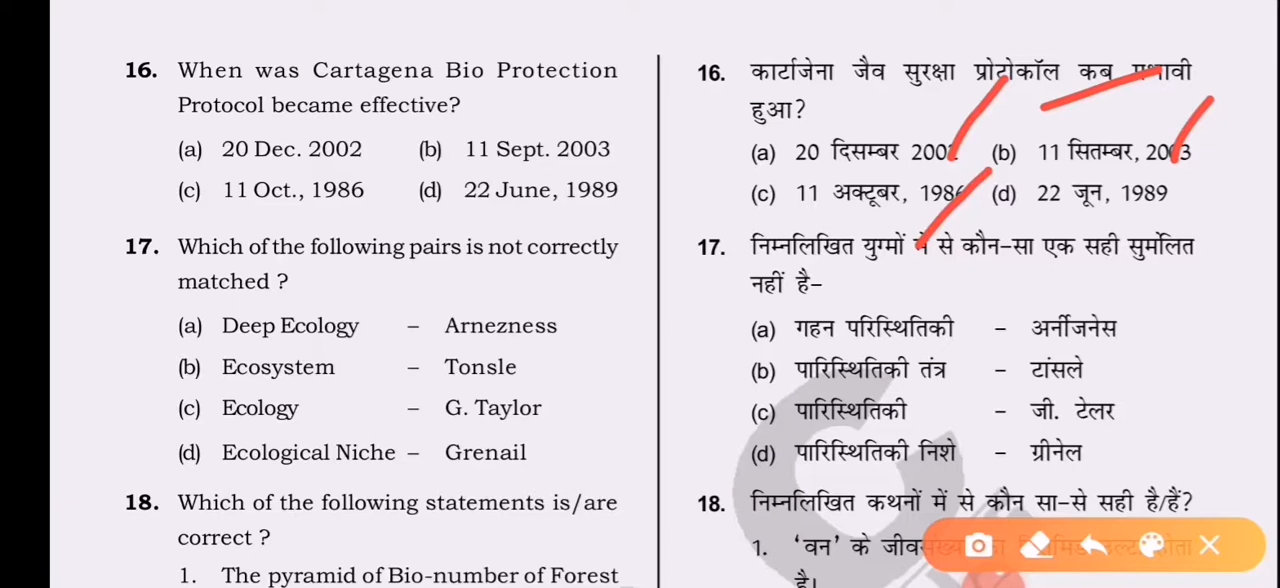 16. When was Cartagena Bio Protection
Protocol became effective?
(a) 20 Dec. 2002 (b) 11 Sept. 2003
(c) 11 Oct., 1986 (d) 22 June, 1989
17. Which of the following pairs is not correctly
matched ?
(a) Deep Ecology – Arnezness
(b) Ecosystem – Tonsle
(c) Ecology – G. Taylor
(d) Ecological Niche – Grenail
18. Which of the following statements is/are
correct ?
1. The pyramid of Bio-number of Forest
16. कार्टाजेना जैव सुरक्षा प्रोटोकॉल कब प्रभावी
हुआ?
(a) 20 दिसम्बर 2002 (b) 11 सितम्बर, 2003
(c) 11 अक्टूबर, 1986 (d) 22 जून, 1989
17. निम्नलिखित युग्मों में से कौन-सा एक सही सुमेलित
नहीं है–
(a) गहन परिस्थितिकी – अर्नीजनेस
(b) पारिस्थितिकी तंत्र – टांसले
(c) पारिस्थितिकी – जी. टेलर
(d) पारिस्थितिकी निशे – ग्रीनेल
18. निम्नलिखित कथनों में से कौन सा-से सही है/हैं?
1. ‘वन’ के
है।